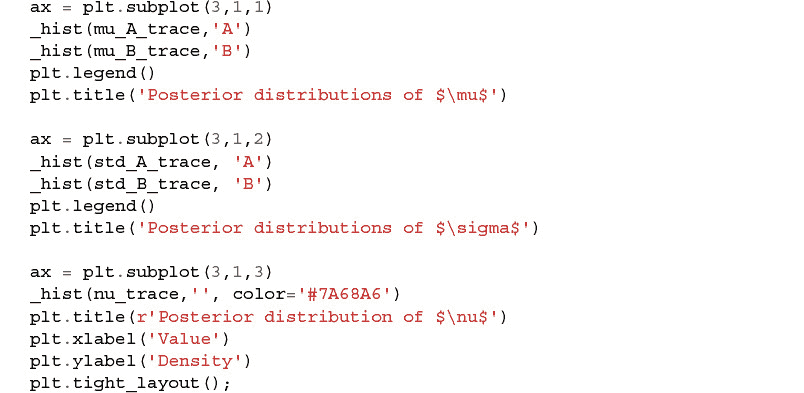 ax = plt.subplot(3,1,1)
_hist(mu_A_trace,'A')
_hist(mu_B_trace,'B')
plt.legend()
plt.title('Posterior distributions of $\mu$')

ax = plt.subplot(3,1,2)
_hist(std_A_trace, 'A')
_hist(std_B_trace, 'B')
plt.legend()
plt.title('Posterior distributions of $\sigma$')

ax = plt.subplot(3,1,3)
_hist(nu_trace,'', color='#7A68A6')
plt.title(r'Posterior distribution of $\nu$')
plt.xlabel('Value')
plt.ylabel('Density')
plt.tight_layout();